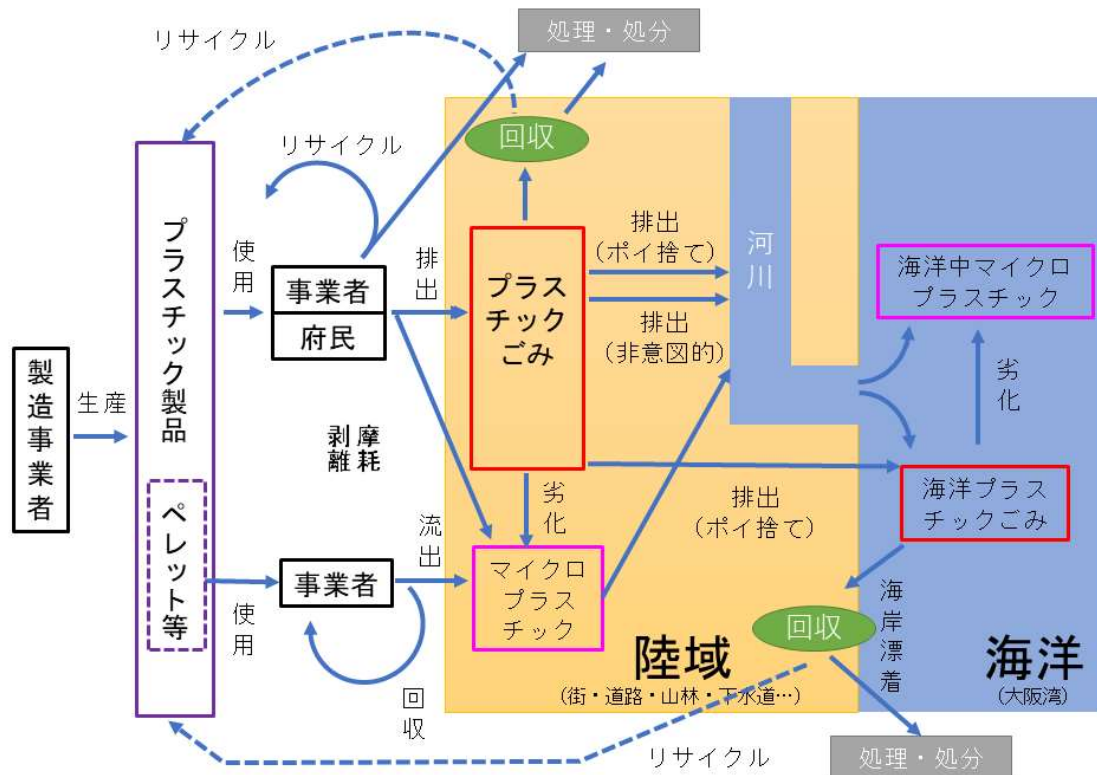 リサイクル
処理・処分
回収
リサイクル
製造事業者
生産
プラスチック製品
ペレット等
使用
事業者
府民
排出
プラス
チック
ごみ
排出
(ポイ捨て)
排出
(非意図的)
河川
海洋中マイクロ
プラスチック
劣化
海洋プラス
チックごみ
摩耗
剥離
劣化
排出
(ポイ捨て)
使用
事業者
流出
回収
マイクロ
プラス
チック
回収
海岸漂着
陸域
(街・道路・山林・下水道…)
海洋
(大阪湾)
リサイクル
処理・処分